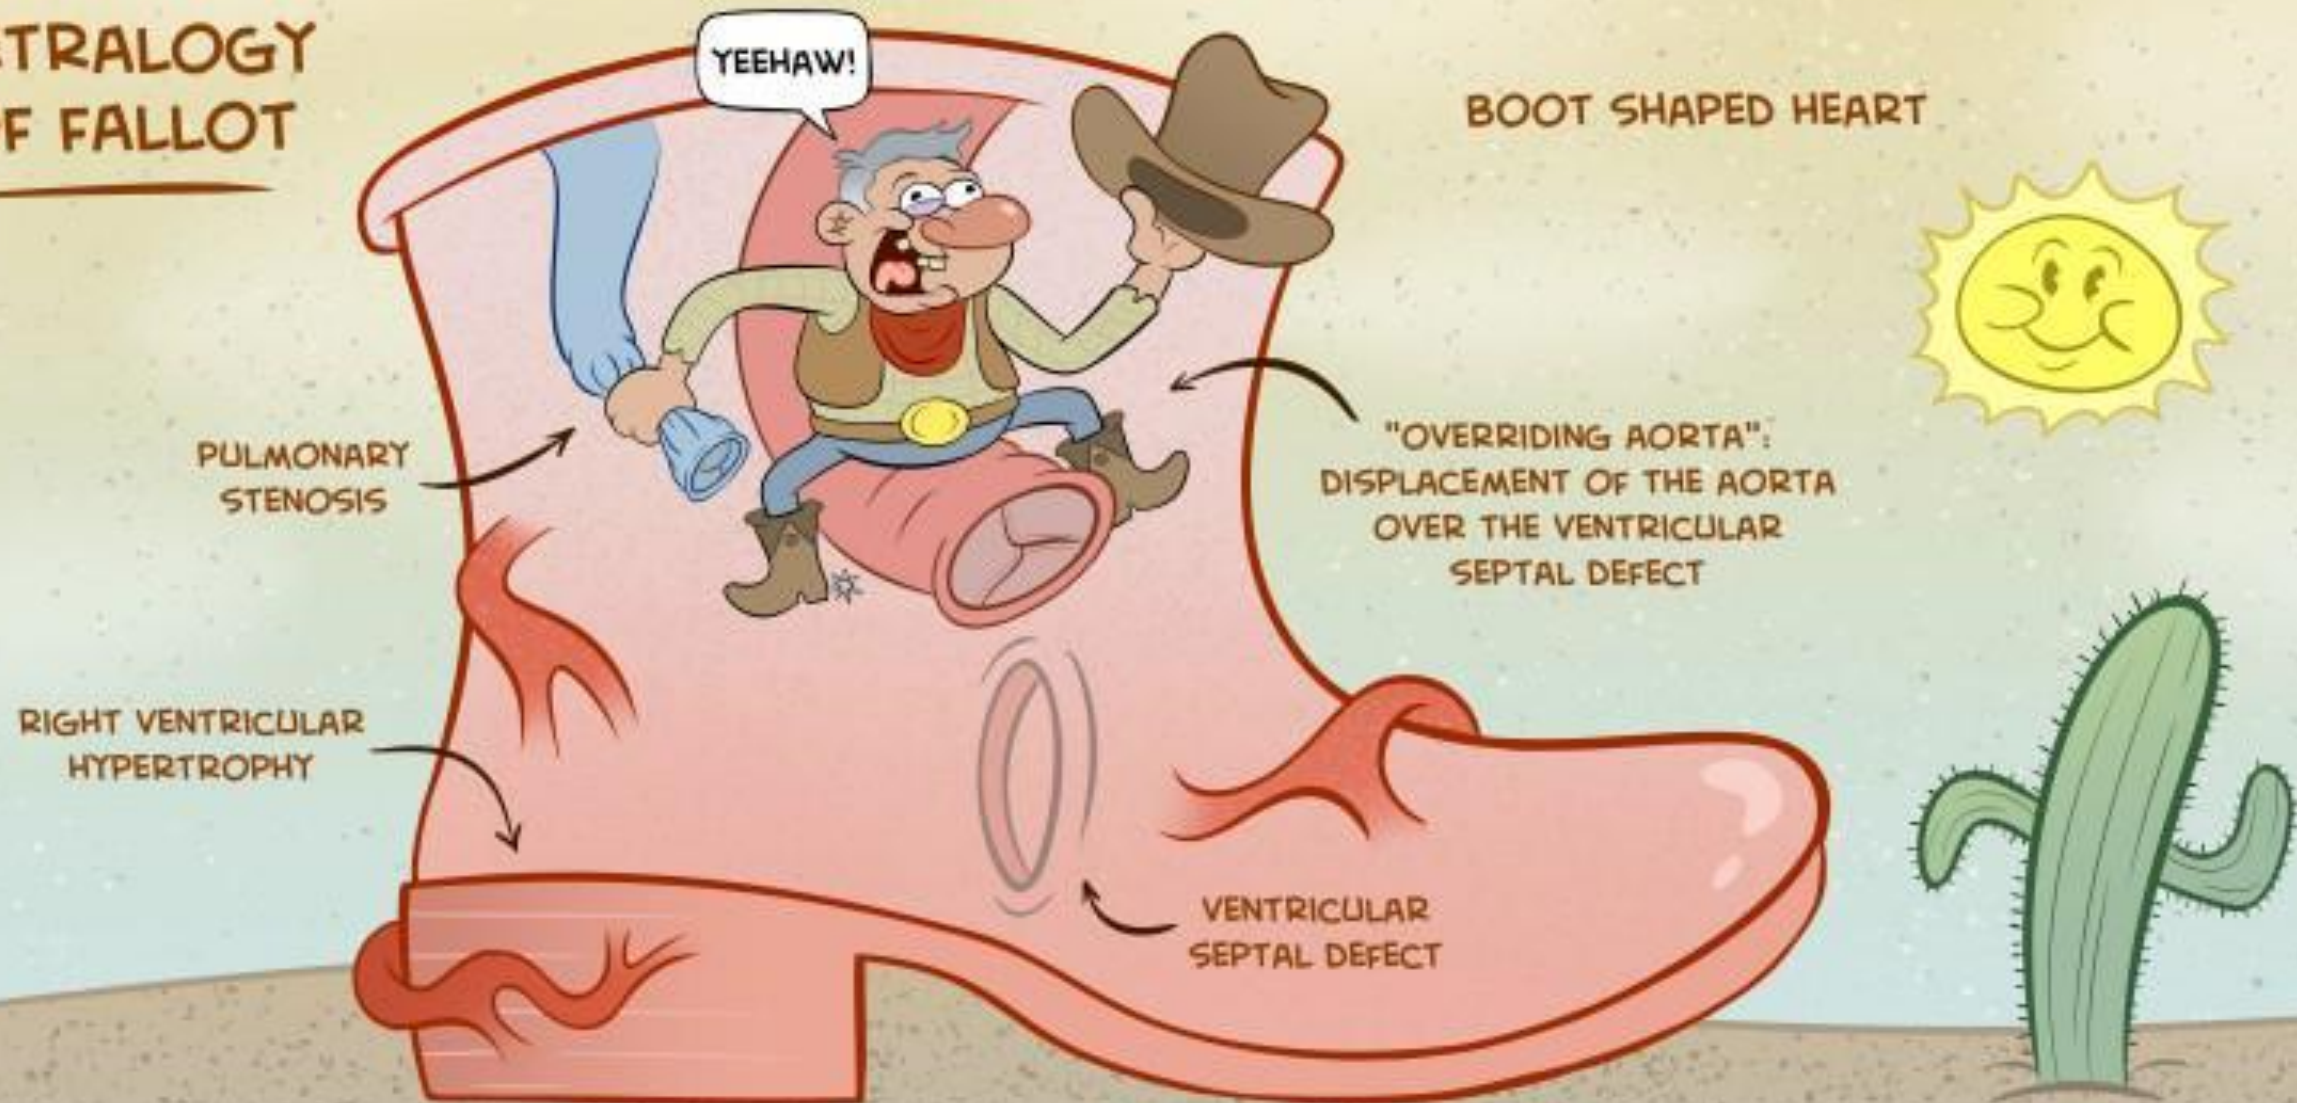 TRALOGY
F FALLOT
YEEHAW!
BOOT SHAPED HEART
PULMONARY
STENOSIS
"OVERRIDING AORTA":
DISPLACEMENT OF THE AORTA
OVER THE VENTRICULAR
SEPTAL DEFECT
RIGHT VENTRICULAR
HYPERTROPHY
VENTRICULAR
SEPTAL DEFECT